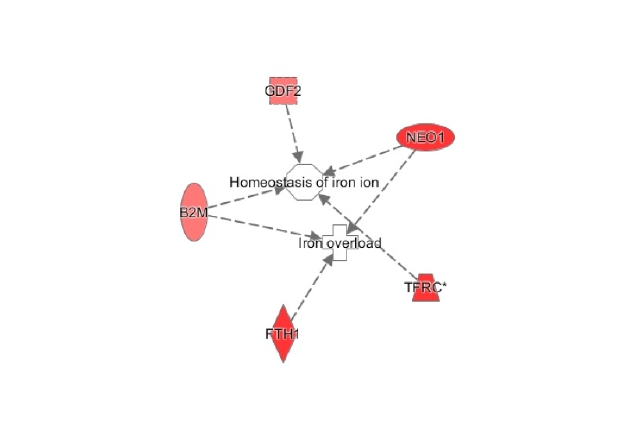 GDF2
NEO1
Homeostasis of iron ion
B2M
Iron overload
TFRC*
FTH1